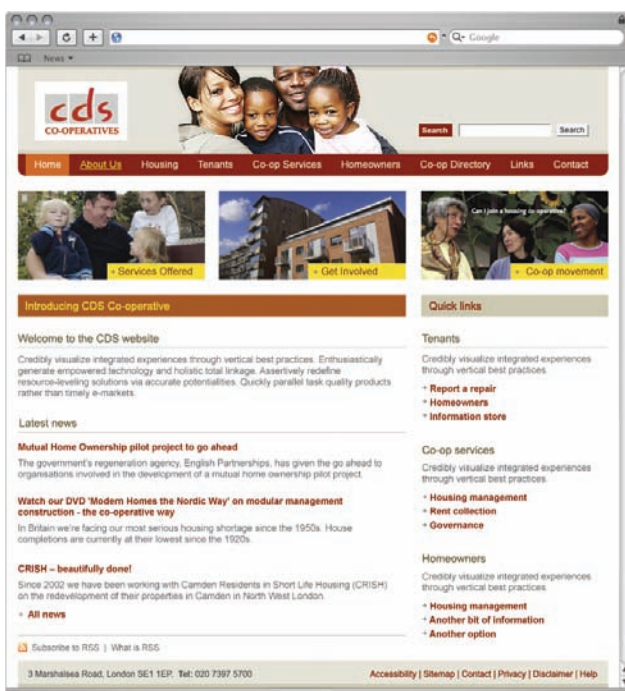 News
Google
cds
CO-OPERATIVES
Search
Search
Home
About Us
Housing
Tenants
Co-op Services
Homeowners
Co-op Directory
Links
Contact
+ Services Offered
+ Get Involved
Can I join a housing co-operative?
+ Co-op movement
Introducing CDS Co-operative
Welcome to the CDS website
Credibly visualize integrated experiences through vertical best practices. Enthusiastically
generate empowered technology and holistic total linkage. Assertively redefine
resource-leveling solutions via accurate potentialities. Quickly parallel task quality products
rather than timely e-markets.
Latest news
Mutual Home Ownership pilot project to go ahead
The government's regeneration agency, English Partnerships, has given the go ahead to
organisations involved in the development of a mutual home ownership pilot project.
Watch our DVD 'Modern Homes the Nordic Way' on modular management
construction - the co-operative way
In Britain we're facing our most serious housing shortage since the 1950s. House
completions are currently at their lowest since the 1920s.
CRISH – beautifully done!
Since 2002 we have been working with Camden Residents in Short Life Housing (CRISH)
on the redevelopment of their properties in Camden in North West London.
+ All news
Subscribe to RSS | What is RSS
Quick links
Tenants
Credibly visualize integrated experiences
through vertical best practices.
+ Report a repair
+ Homeowners
+ Information store
Co-op services
Credibly visualize integrated experiences
through vertical best practices.
+ Housing management
+ Rent collection
+ Governance
Homeowners
Credibly visualize integrated experiences
through vertical best practices.
+ Housing management
+ Another bit of information
+ Another option
3 Marshalsea Road, London SE1 1EP. Tel: 020 7397 5700
Accessibility | Sitemap | Contact | Privacy | Disclaimer | Help